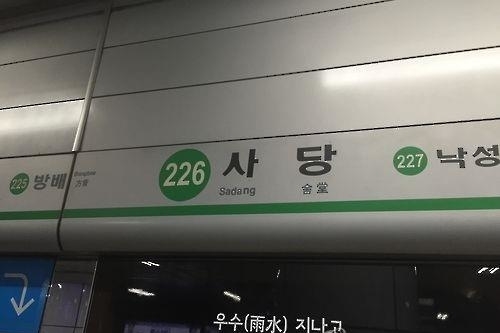 225 방배 Bangbae 方背
226 사당 Sadang 舍堂
227 낙성
우수(雨水) 지나고